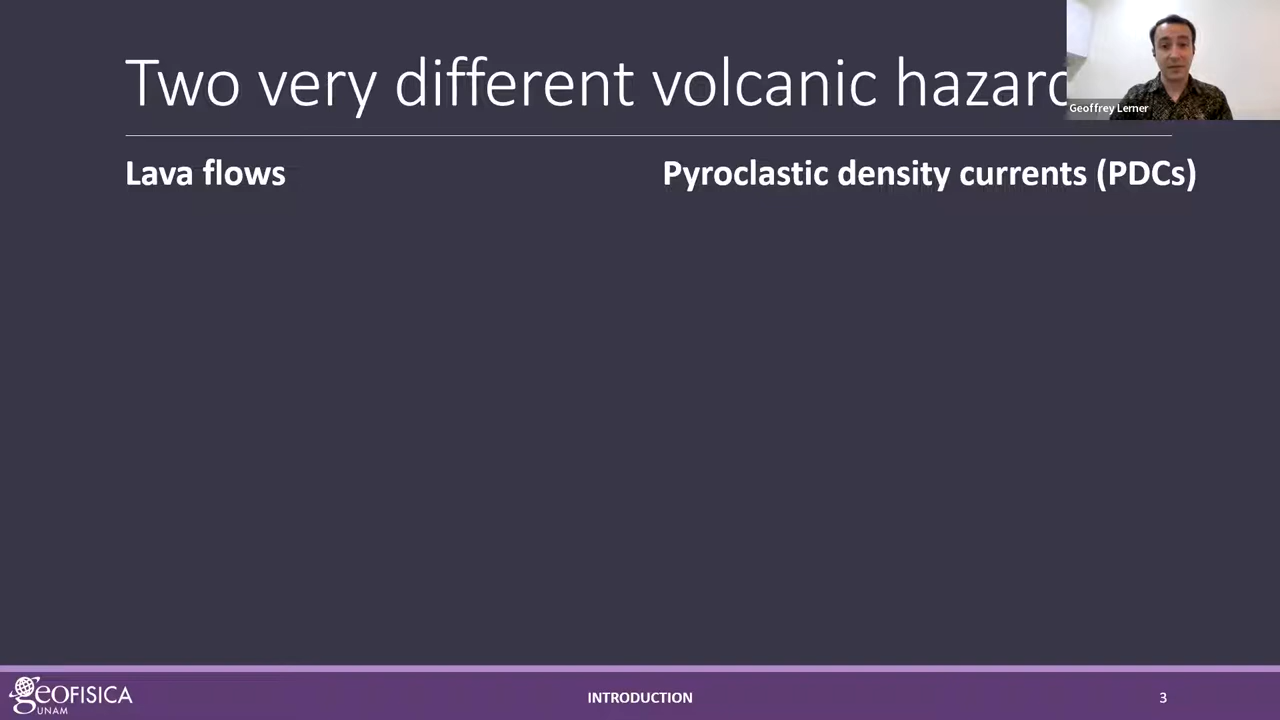 Two very different volcanic hazard
Geoffrey Lerner
Lava flows
Pyroclastic density currents (PDCs)
geOFISICA
UNAM
INTRODUCTION
3